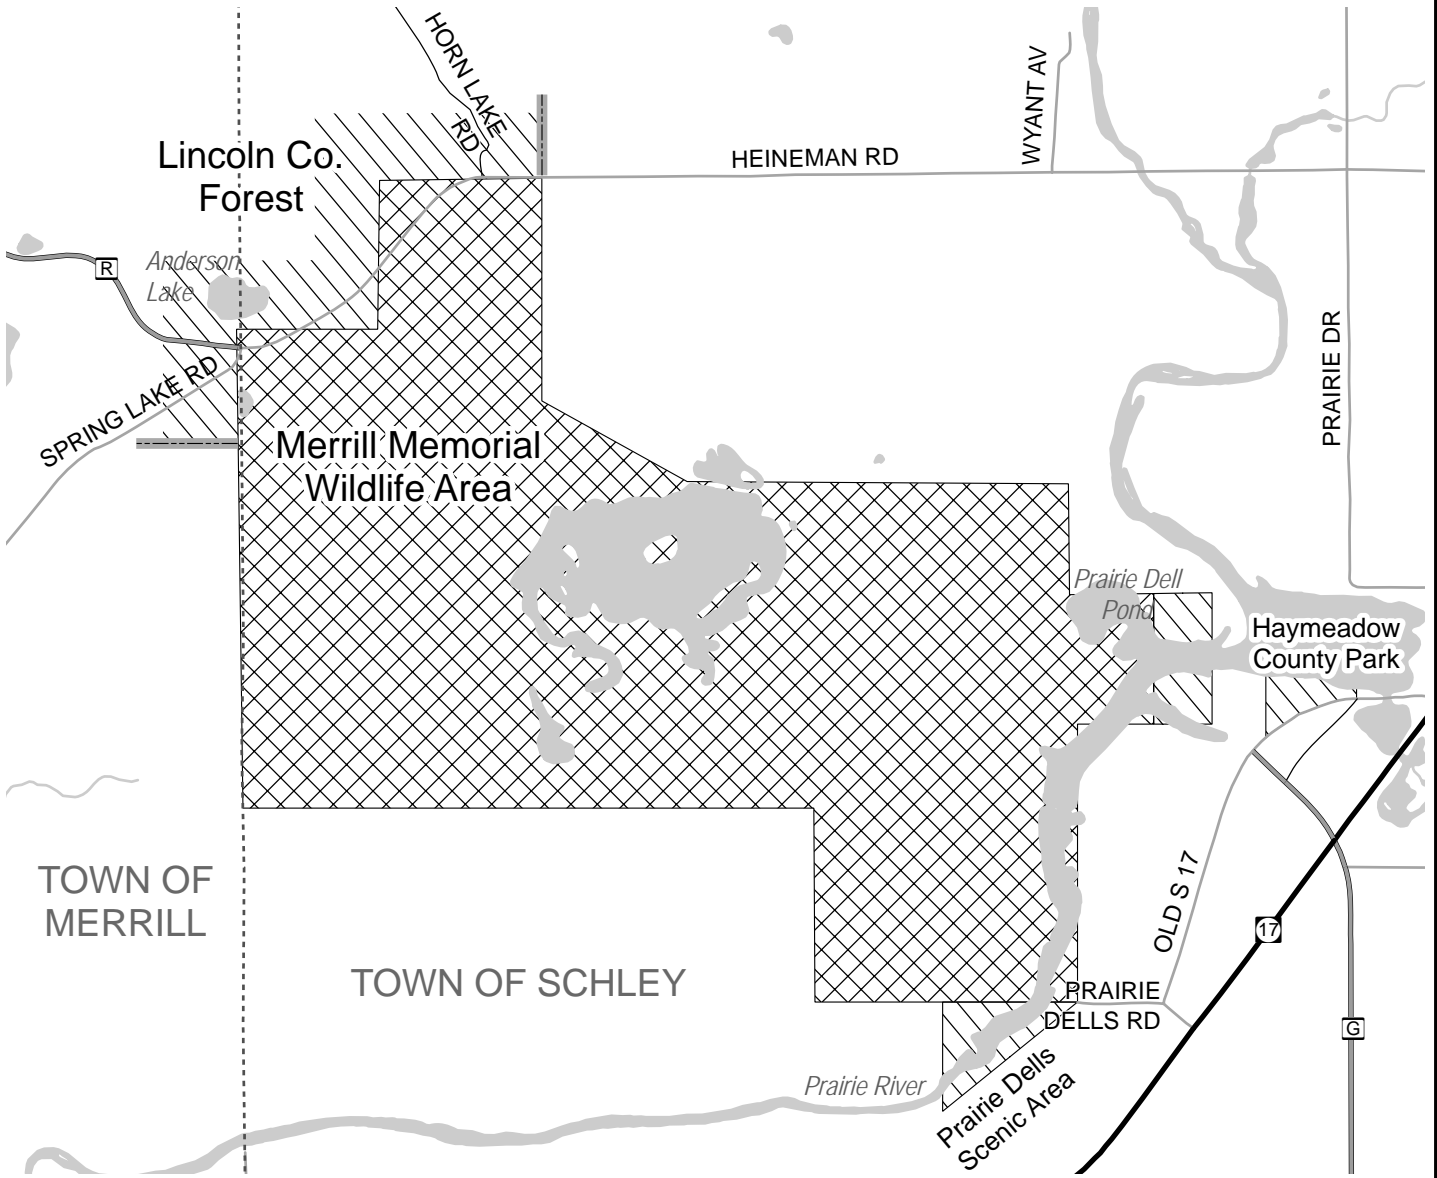 HORN LAKE
RD
WYANT AV
HEINEMAN RD
Lincoln Co.
Forest
Anderson
Lake
R
SPRING LAKE RD
PRAIRIE DR
Merrill Memorial
Wildlife Area
Prairie Dell
Pond
Haymeadow
County Park
TOWN OF
MERRILL
OLD S 17
17
TOWN OF SCHLEY
PRAIRIE
DELLS RD
G
Prairie River
Prairie Dells
Scenic Area